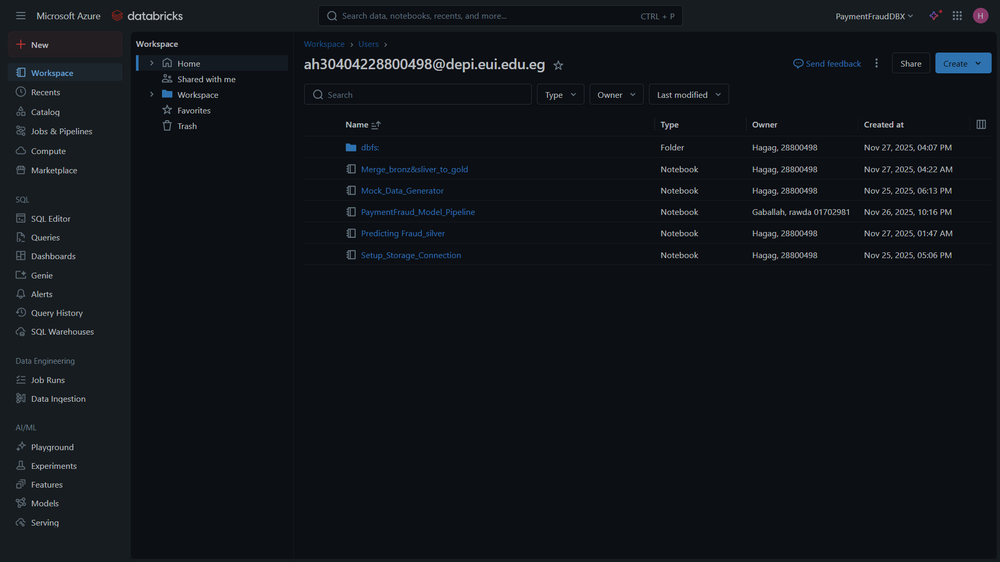 Microsoft Azure databricks
Search data, notebooks, recents, and more... CTRL + P
PaymentFraudDBX
H
New
Workspace
Recents
Catalog
Jobs & Pipelines
Compute
Marketplace
SQL
SQL Editor
Queries
Dashboards
Genie
Alerts
Query History
SQL Warehouses
Data Engineering
Job Runs
Data Ingestion
AI/ML
Playground
Experiments
Features
Models
Serving
Workspace
Home
Shared with me
Workspace
Favorites
Trash
Workspace > Users >
ah30404228800498@depi.eui.edu.eg
Send feedback
Share
Create
Search
Type
Owner
Last modified
Name Type Owner Created at
dbfs: Folder Hagag, 28800498 Nov 27, 2025, 04:07 PM
Merge_bronz&sliver_to_gold Notebook Hagag, 28800498 Nov 27, 2025, 04:22 AM
Mock_Data_Generator Notebook Hagag, 28800498 Nov 25, 2025, 06:13 PM
PaymentFraud_Model_Pipeline Notebook Gaballah, rawda 01702981 Nov 26, 2025, 10:16 PM
Predicting Fraud_silver Notebook Hagag, 28800498 Nov 27, 2025, 01:47 AM
Setup_Storage_Connection Notebook Hagag, 28800498 Nov 25, 2025, 05:06 PM